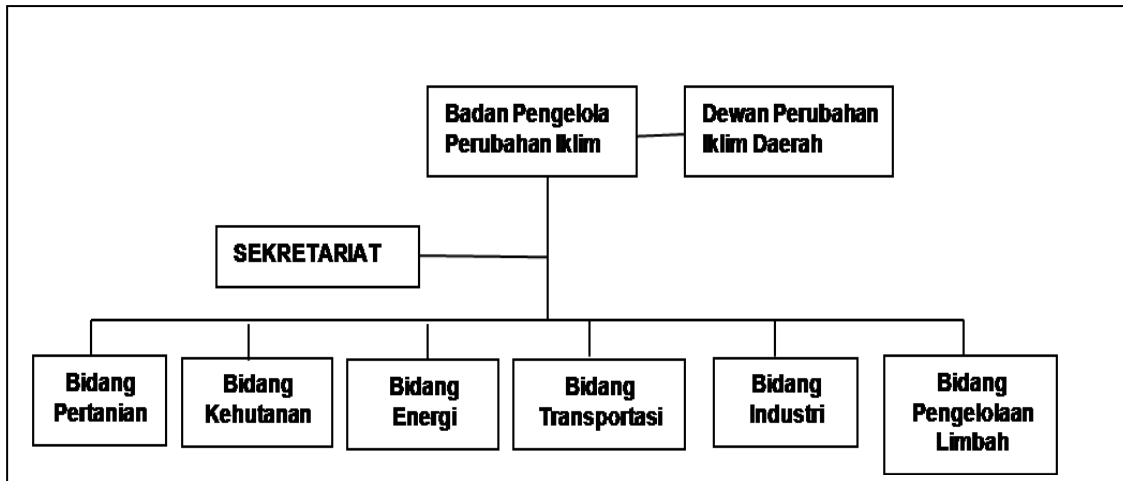 Badan Pengelola
Perubahan Iklim
Dewan Perubahan
Iklim Daerah
SEKRETARIAT
Bidang
Pertanian
Bidang
Kehutanan
Bidang
Energi
Bidang
Transportasi
Bidang
Industri
Bidang
Pengelolaan
Limbah